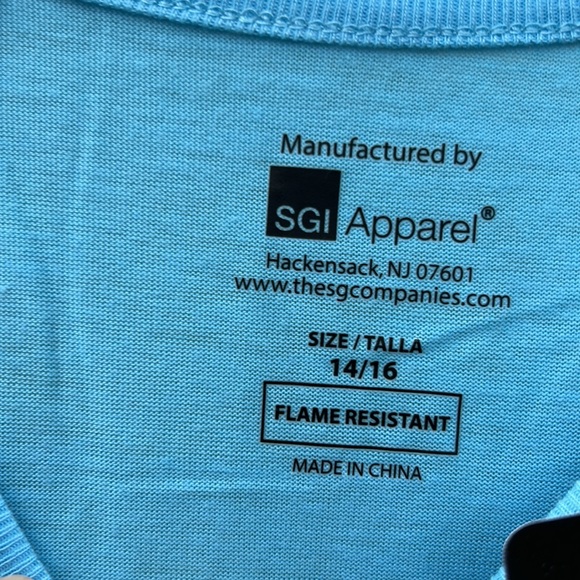 Manufactured by
SGI Apparel®
Hackensack, NJ 07601
www.thesgcompanies.com
SIZE / TALLA
14/16
FLAME RESISTANT
MADE IN CHINA